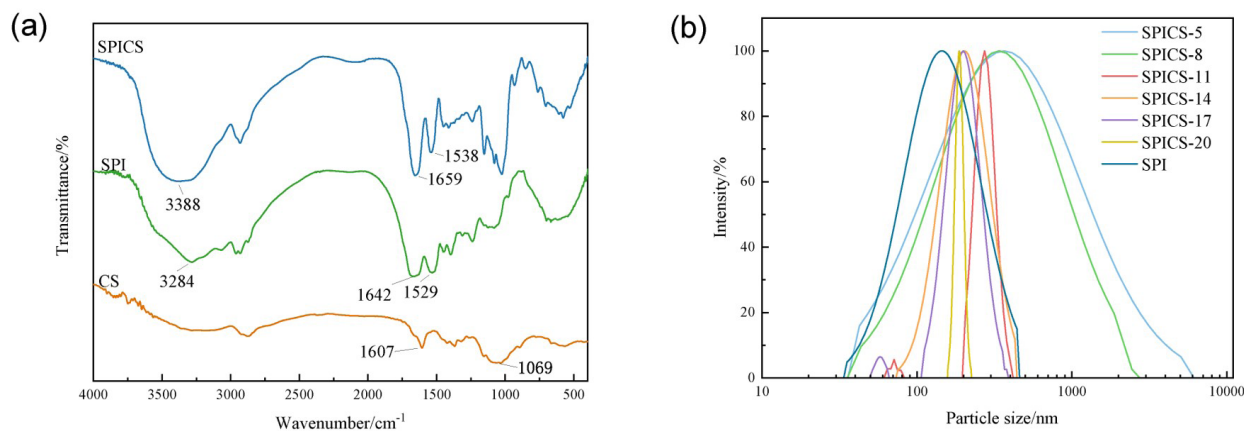 (a)
SPICS
SPI
CS
3388
1659
1538
3284
1642
1529
1607
1069
Transmittance/%
4000 3500 3000 2500 2000 1500 1000 500
Wavenumber/cm⁻¹
(b)
SPICS-5
SPICS-8
SPICS-11
SPICS-14
SPICS-17
SPICS-20
SPI
100
80
60
40
20
0
Intensity/%
10 100 1000 10000
Particle size/nm